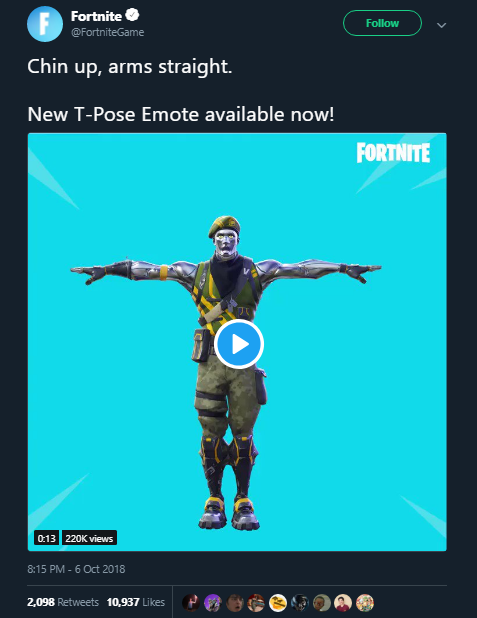 Fortnite
@FortniteGame
Follow
Chin up, arms straight.
New T-Pose Emote available now!
FORTNITE
0:13 220K views
8:15 PM - 6 Oct 2018
2,098 Retweets 10,937 Likes